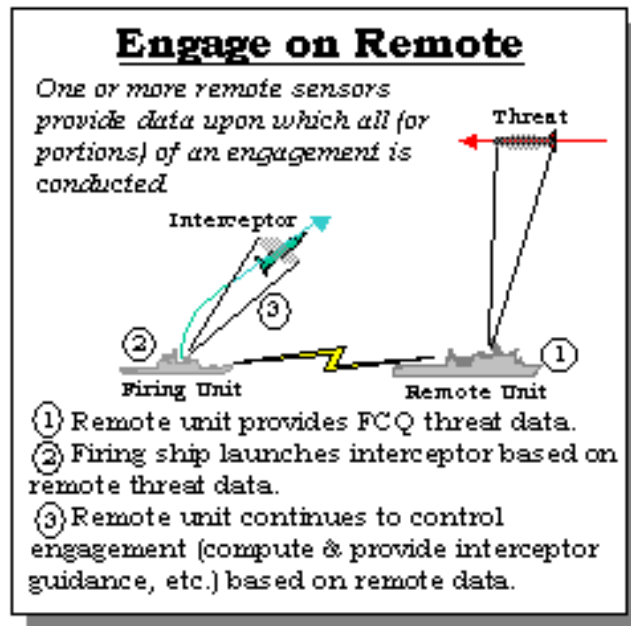 Engage on Remote
One or more remote sensors
provide data upon which all (or
portions) of an engagement is
conducted.
Threat
Interceptor
3
2
1
Firing Unit
Remote Unit
1 Remote unit provides FCQ threat data.
2 Firing ship launches interceptor based on
remote threat data.
3 Remote unit continues to control
engagement (compute & provide interceptor
guidance, etc.) based on remote data.